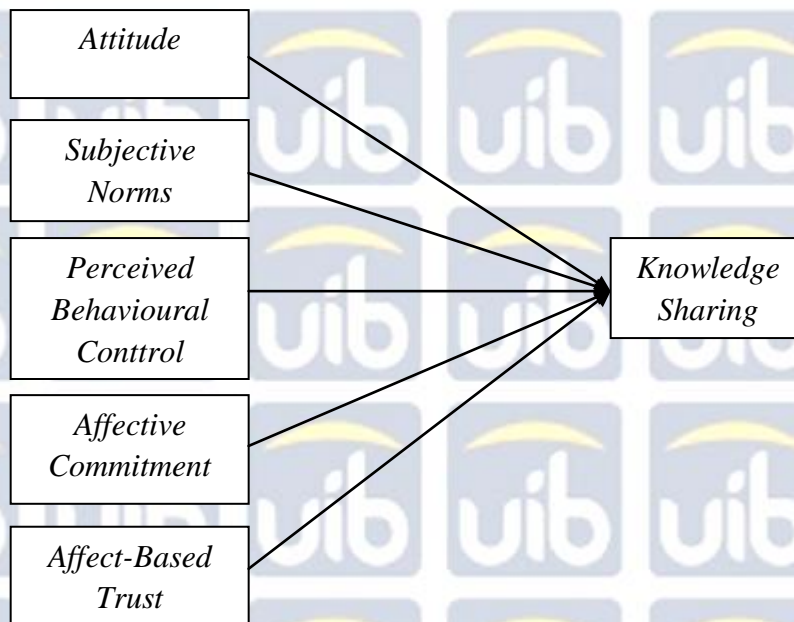 Attitude
Subjective
Norms
Perceived
Behavioural
Conttrol
Affective
Commitment
Affect-Based
Trust
Knowledge
Sharing
uib
uib
uib
uib
uib
uib
uib
uib
uib